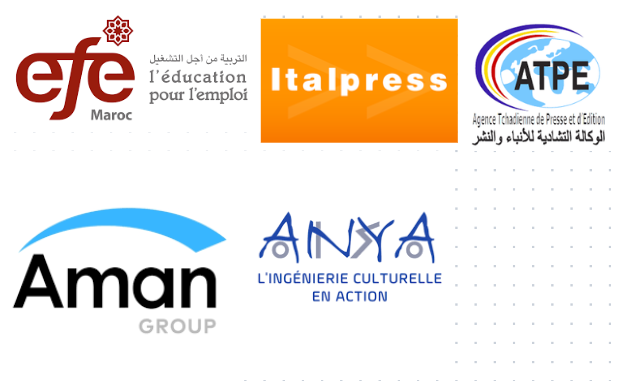 efe
Maroc
التربية من أجل التشغيل
l'éducation
pour l'emploi
Italpress
ATPE
Agence Tchadienne de Presse et d'Edition
الوكالة التشادية للأنباء والنشر
Aman
GROUP
ANYA
L'INGÉNIERIE CULTURELLE
EN ACTION